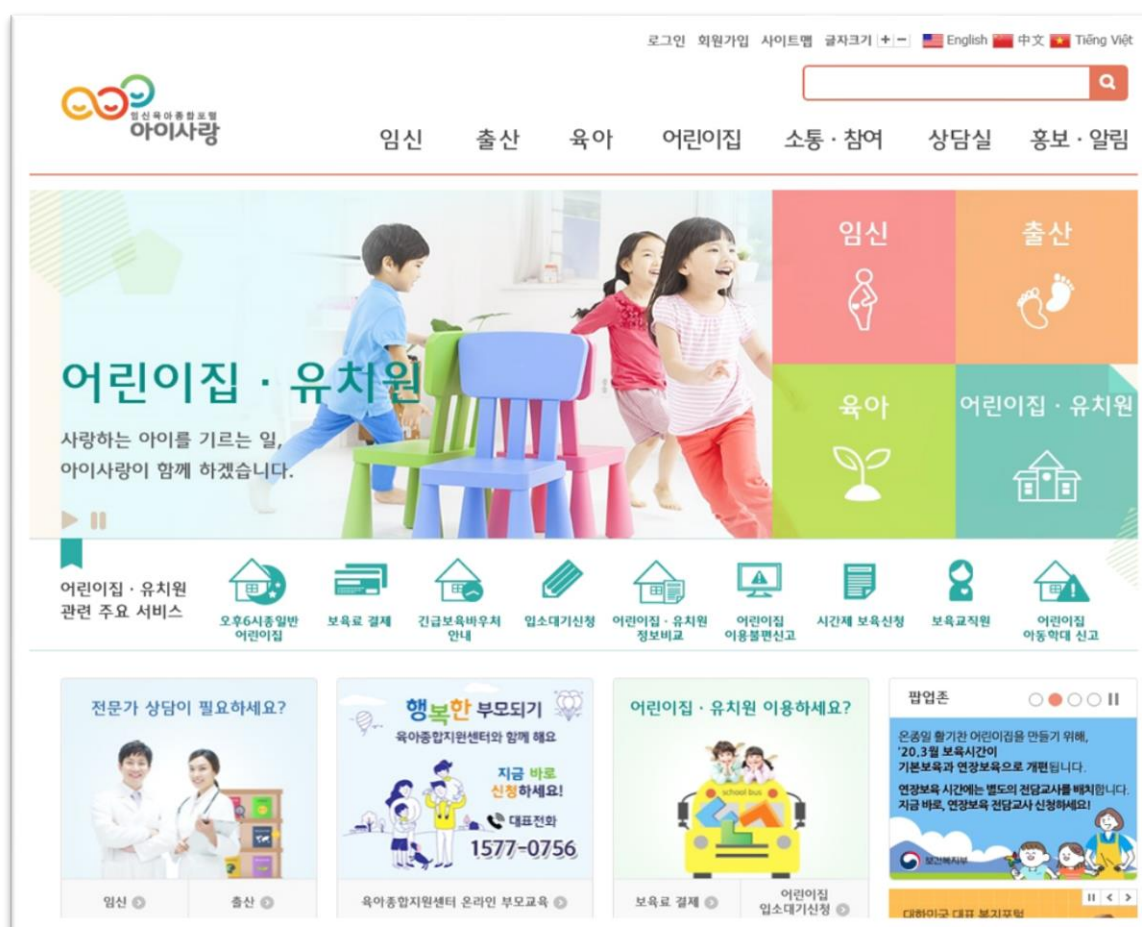 로그인 회원가입 사이트맵 글자크기 + - English 中文 Tiếng Việt
임신육아종합포털
아이사랑
임신 출산 육아 어린이집 소통·참여 상담실 홍보·알림
어린이집·유치원
사랑하는 아이를 기르는 일,
아이사랑이 함께 하겠습니다.
임신
출산
육아
어린이집·유치원
어린이집·유치원
관련 주요 서비스
오후6시종일반
어린이집
보육료 결제
긴급보육바우처
안내
입소대기신청
어린이집·유치원
정보비교
어린이집
이용불편신고
시간제 보육신청
보육교직원
어린이집
아동학대 신고
전문가 상담이 필요하세요?
임신
출산
행복한 부모되기
육아종합지원센터와 함께 해요
지금 바로
신청하세요!
대표전화
1577-0756
육아종합지원센터 온라인 부모교육
어린이집·유치원 이용하세요?
school bus
보육료 결제
어린이집
입소대기신청
팝업존
온종일 활기찬 어린이집을 만들기 위해,
'20.3월 보육시간이
기본보육과 연장보육으로 개편됩니다.
연장보육 시간에는 별도의 전담교사를 배치합니다.
지금 바로, 연장보육 전담교사 신청하세요!
보건복지부
대한민국 대표 복지포털